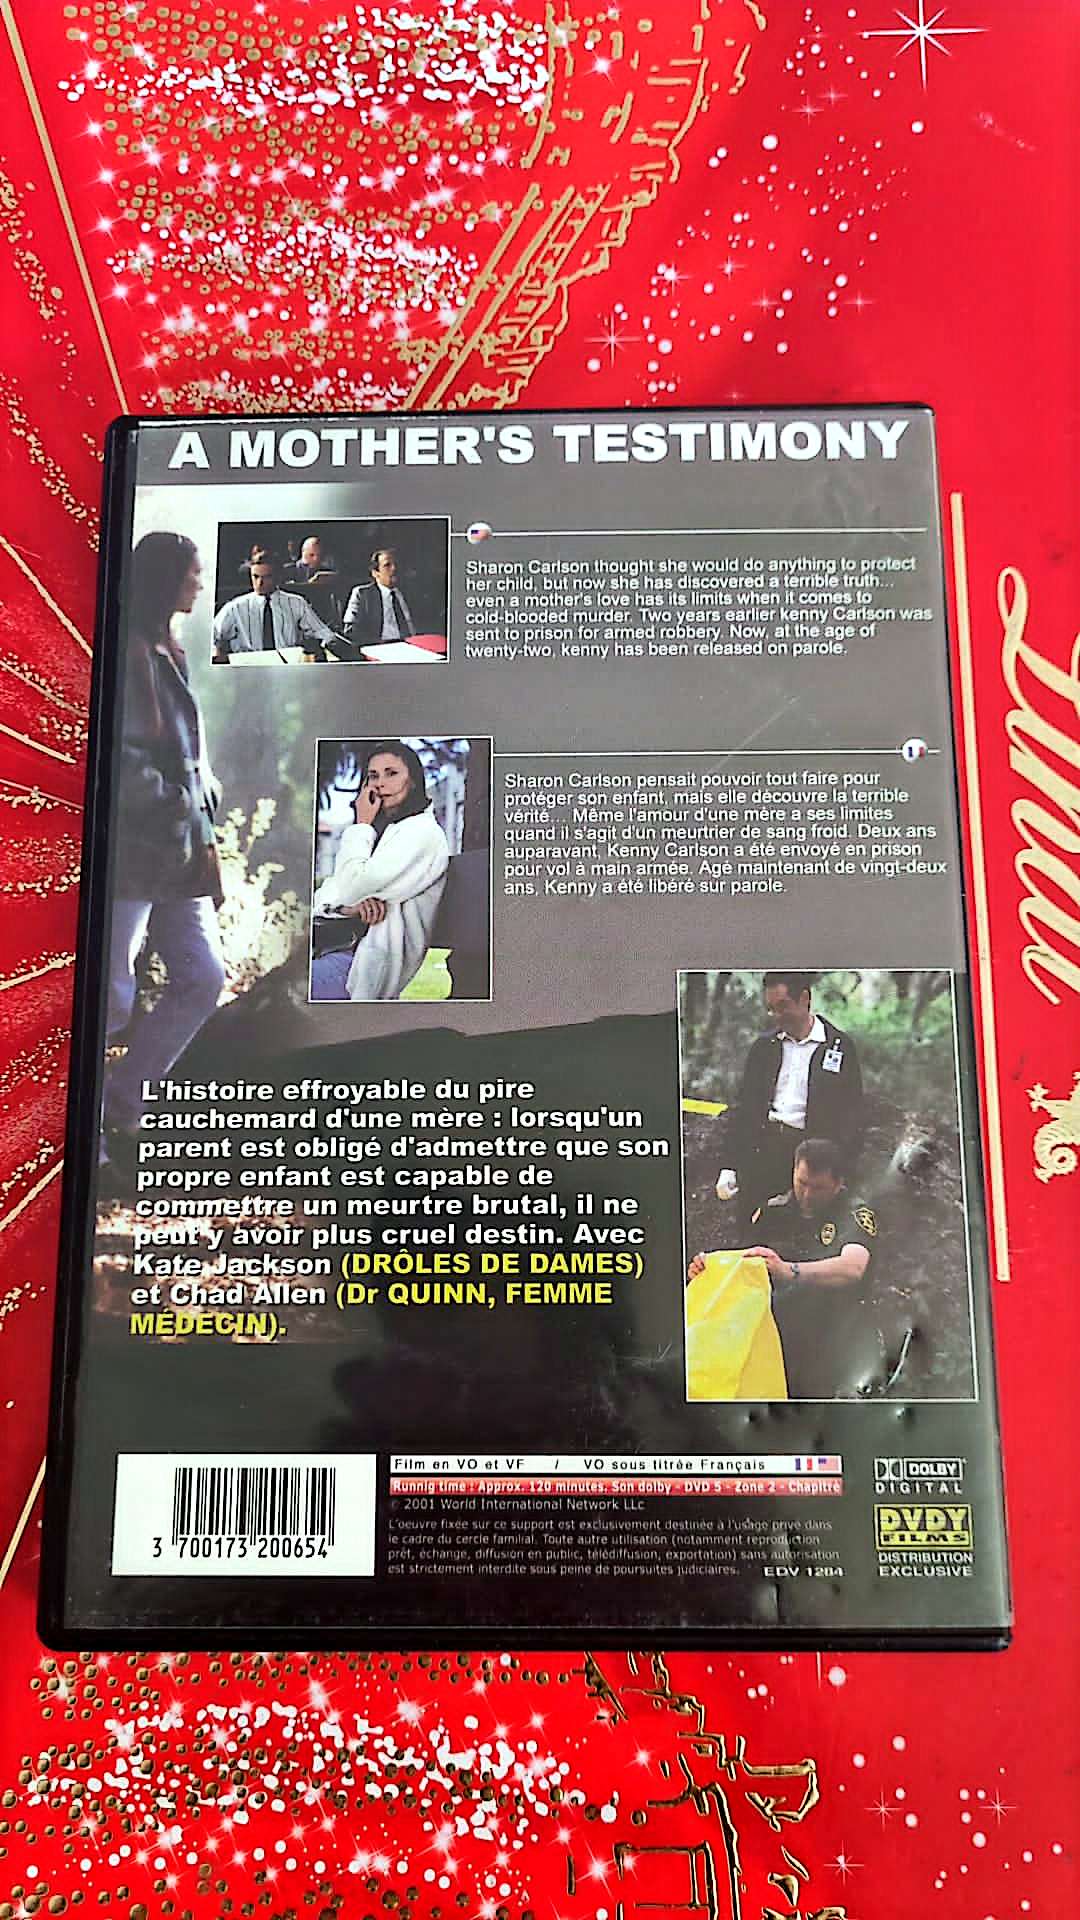 A MOTHER'S TESTIMONY
Sharon Carlson thought she would do anything to protect
her child, but now she has discovered a terrible truth...
even a mother's love has its limits when it comes to
cold-blooded murder. Two years earlier kenny Carlson was
sent to prison for armed robbery. Now, at the age of
twenty-two, kenny has been released on parole.
Sharon Carlson pensait pouvoir tout faire pour
protéger son enfant, mais elle découvre la terrible
vérité... Même l'amour d'une mère a ses limites
quand il s'agit d'un meurtrier de sang froid. Deux ans
auparavant, Kenny Carlson a été envoyé en prison
pour vol à main armée. Agé maintenant de vingt-deux
ans, Kenny a été libéré sur parole.
L'histoire effroyable du pire
cauchemard d'une mère : lorsqu'un
parent est obligé d'admettre que son
propre enfant est capable de
commettre un meurtre brutal, il ne
peut y avoir plus cruel destin. Avec
Kate Jackson (DRÔLES DE DAMES)
et Chad Allen (Dr QUINN, FEMME
MÉDECIN).
3 700173 200654
Film en VO et VF / VO sous titrée Français
Runnig time : Approx. 120 minutes. Son dolby - DVD 5 - Zone 2 - Chapitre
© 2001 World International Network LLc
L'oeuvre fixée sur ce support est exclusivement destinée à l'usage privé dans
le cadre du cercle familial. Toute autre utilisation (notamment reproduction
prêt, échange, diffusion en public, télédiffusion, exportation) sans autorisation
est strictement interdite sous peine de poursuites judiciaires. EDV 1284
DOLBY
DIGITAL
DVDY
FILMS
DISTRIBUTION
EXCLUSIVE
Lindt